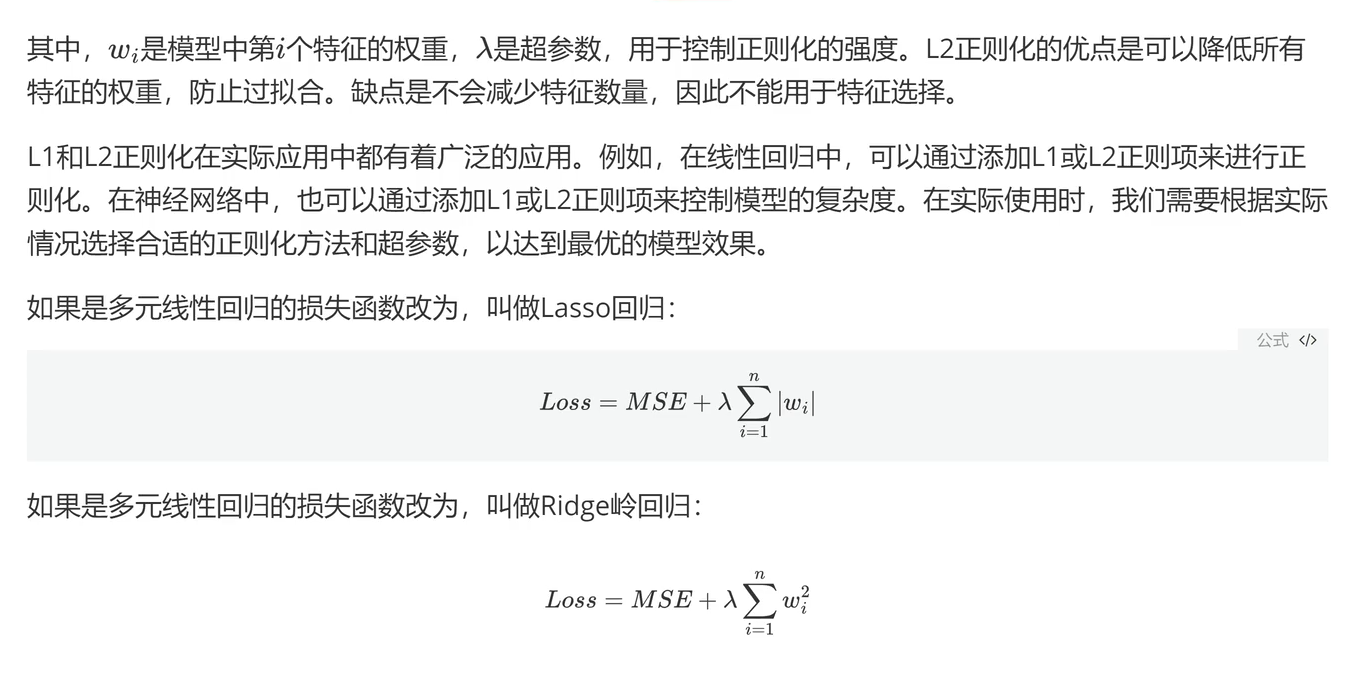 其中，$w_i$是模型中第$i$个特征的权重，$\lambda$是超参数，用于控制正则化的强度。L2正则化的优点是可以降低所有
特征的权重，防止过拟合。缺点是不会减少特征数量，因此不能用于特征选择。
L1和L2正则化在实际应用中都有着广泛的应用。例如，在线性回归中，可以通过添加L1或L2正则项来进行正
则化。在神经网络中，也可以通过添加L1或L2正则项来控制模型的复杂度。在实际使用时，我们需要根据实际
情况选择合适的正则化方法和超参数，以达到最优的模型效果。
如果是多元线性回归的损失函数改为，叫做Lasso回归：
公式 </>
$Loss = MSE + \lambda \sum_{i=1}^{n} |w_i|$
如果是多元线性回归的损失函数改为，叫做Ridge岭回归：
$Loss = MSE + \lambda \sum_{i=1}^{n} w_i^2$